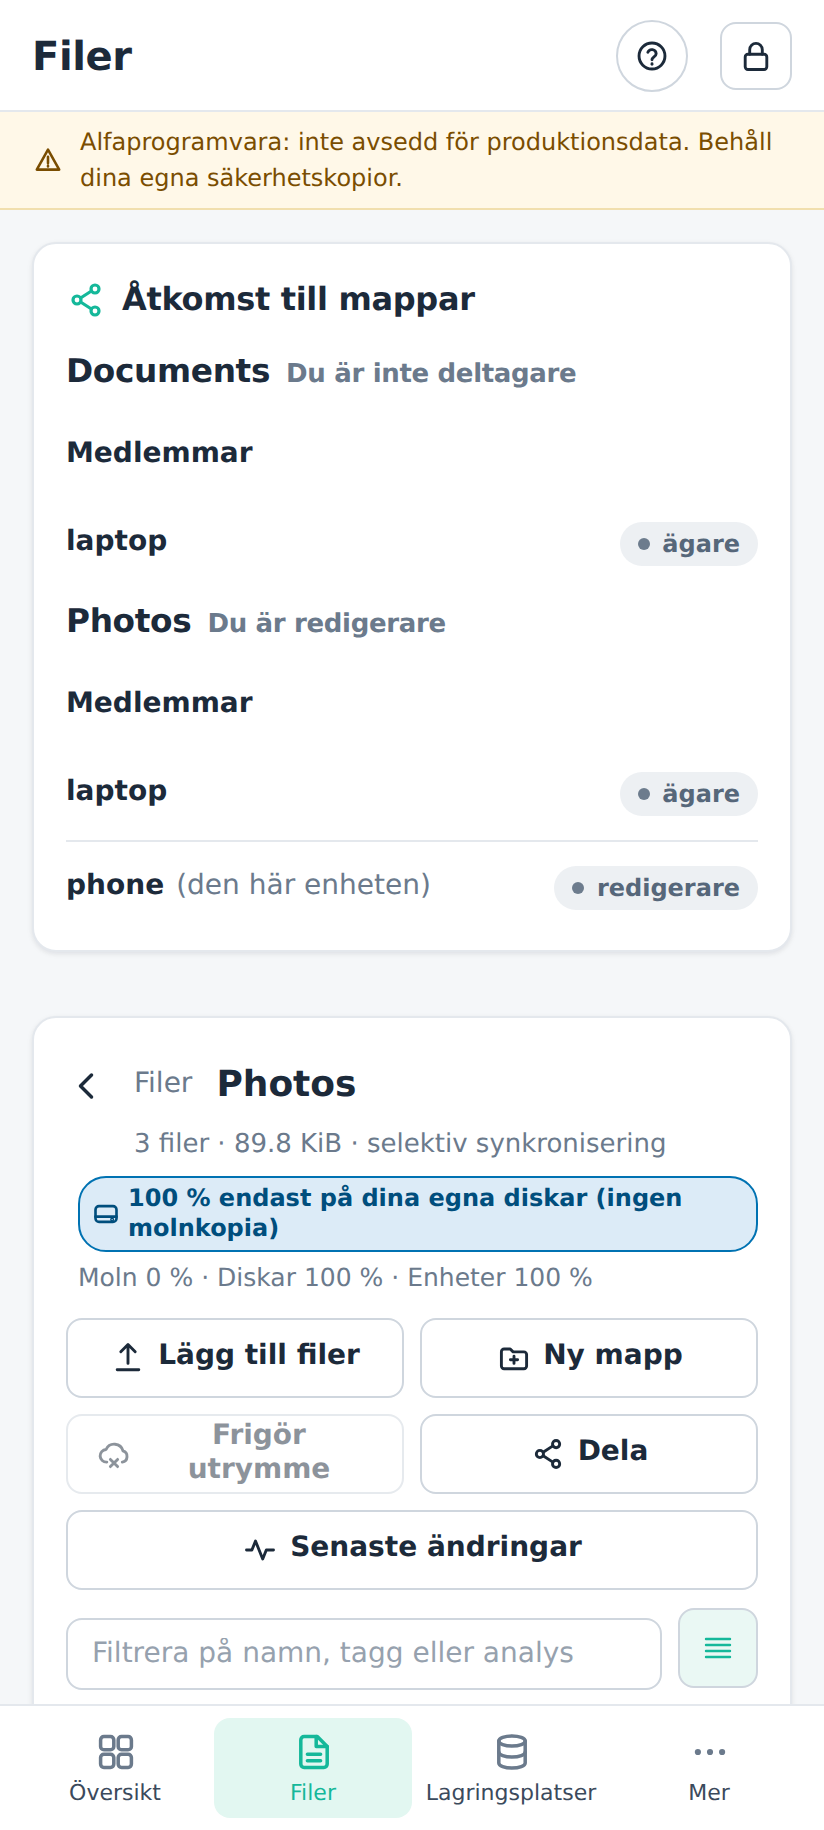 Filer
Alfaprogramvara: inte avsedd för produktionsdata. Behåll
dina egna säkerhetskopior.
Åtkomst till mappar
Documents Du är inte deltagare
Medlemmar
laptop ägare
Photos Du är redigerare
Medlemmar
laptop ägare
phone (den här enheten) redigerare
Filer Photos
3 filer · 89.8 KiB · selektiv synkronisering
100 % endast på dina egna diskar (ingen
molnkopia)
Moln 0 % · Diskar 100 % · Enheter 100 %
Lägg till filer Ny mapp
Frigör
utrymme
Dela
Senaste ändringar
Filtrera på namn, tagg eller analys
Översikt Filer Lagringsplatser Mer